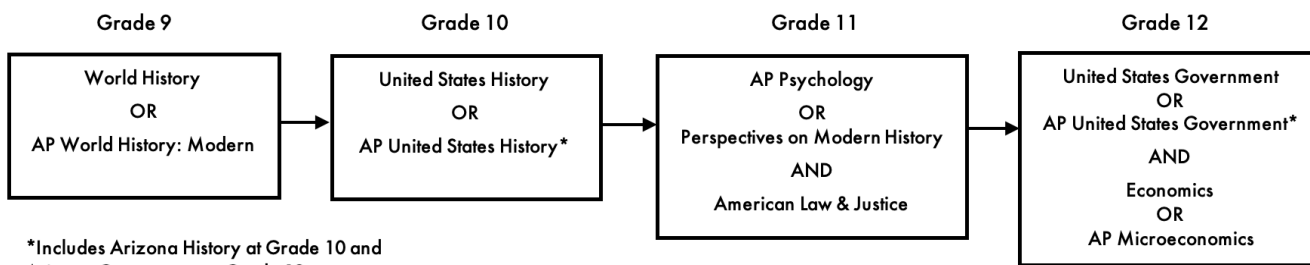 Grade 9
World History
OR
AP World History: Modern
Grade 10
United States History
OR
AP United States History*
Grade 11
AP Psychology
OR
Perspectives on Modern History
AND
American Law & Justice
Grade 12
United States Government
OR
AP United States Government*
AND
Economics
OR
AP Microeconomics
*Includes Arizona History at Grade 10 and